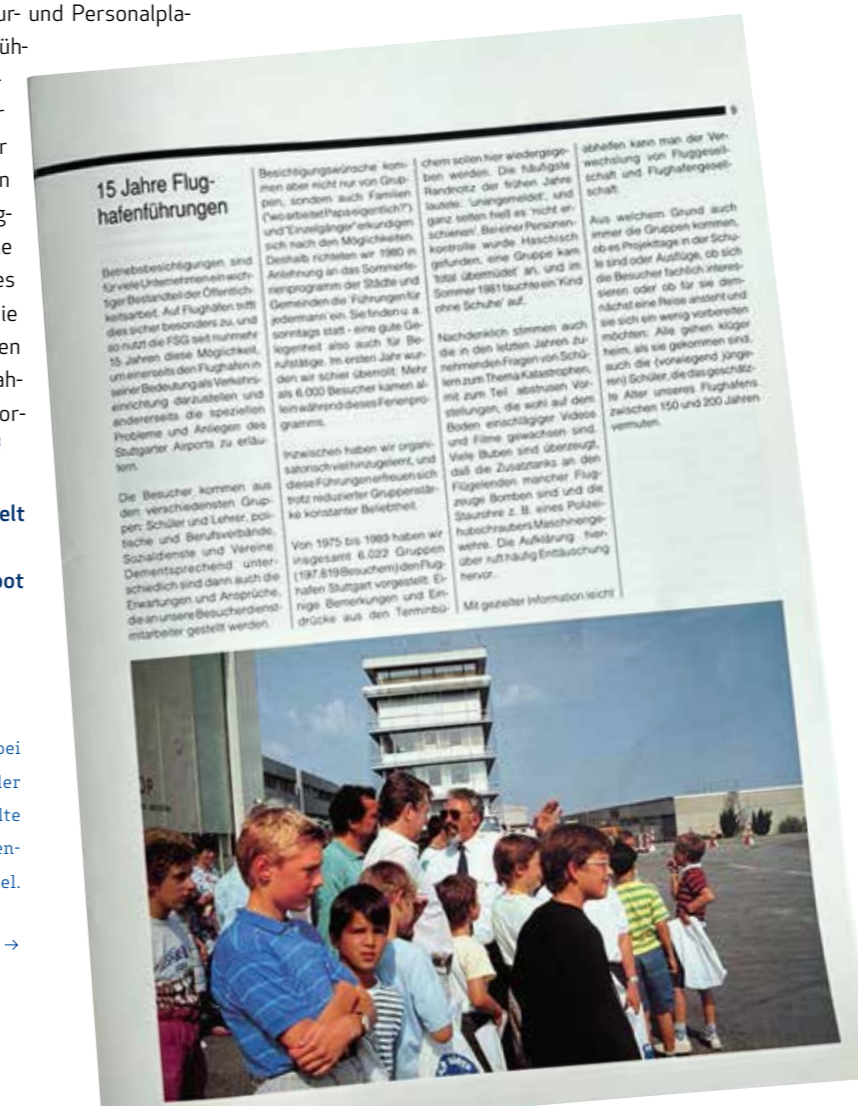 ur- und Personalpla-
üh-
r
r
n
g-
e
es
ie
en
ah-
or-
elt
oot
bei
ler
lte
en-
el.
→
9
15 Jahre Flug-
hafenführungen
Betriebsbesichtigungen sind
für viele Unternehmen ein wich-
tiger Bestandteil der Öffentlich-
keitsarbeit. Auf Flughäfen trifft
dies sicher besonders zu, und
so nutzt die FSG seit nunmehr
15 Jahren diese Möglichkeit,
um einerseits den Flughafen in
seiner Bedeutung als Verkehrs-
einrichtung darzustellen und
andererseits die speziellen
Probleme und Anliegen des
Stuttgarter Airports zu erläu-
tern.
Die Besucher kommen aus
den verschiedensten Grup-
pen: Schüler und Lehrer, poli-
tische und Berufsverbände,
Sozialdienste und Vereine.
Dementsprechend unter-
schiedlich sind dann auch die
Erwartungen und Ansprüche,
die an unsere Besucherdienst-
mitarbeiter gestellt werden.
Besichtigungswünsche kom-
men aber nicht nur von Grup-
pen, sondern auch Familien
("wo arbeitet Papa eigentlich?")
und "Einzelgänger" erkundigen
sich nach den Möglichkeiten.
Deshalb richteten wir 1980 in
Anlehnung an das Sommerfe-
rienprogramm der Städte und
Gemeinden die 'Führungen für
jedermann' ein. Sie finden u. a.
sonntags statt - eine gute Ge-
legenheit also auch für Be-
rufstätige. Im ersten Jahr wur-
den wir schier überrollt: Mehr
als 6.000 Besucher kamen al-
lein während dieses Ferienpro-
gramms.
Inzwischen haben wir organi-
satorisch viel hinzugelernt, und
diese Führungen erfreuen sich
trotz reduzierter Gruppenstär-
ke konstanter Beliebtheit.
Von 1975 bis 1989 haben wir
insgesamt 6.022 Gruppen
(197.619 Besuchern) den Flug-
hafen Stuttgart vorgestellt. Ei-
nige Bemerkungen und Ein-
drücke aus den Terminbü-
chern sollen hier wiedergege-
ben werden. Die häufigste
Randnotiz der frühen Jahre
lautete: 'unangemeldet', und
ganz selten hieß es 'nicht er-
schienen'. Bei einer Personen-
kontrolle wurde Haschisch
gefunden, eine Gruppe kam
'total übermüdet' an, und im
Sommer 1981 tauchte ein 'Kind
ohne Schuhe' auf.
Nachdenklich stimmen auch
die in den letzten Jahren zu-
nehmenden Fragen von Schü-
lern zum Thema Katastrophen,
mit zum Teil abstrusen Vor-
stellungen, die wohl auf dem
Boden einschlägiger Videos
und Filme gewachsen sind.
Viele Buben sind überzeugt,
daß die Zusatztanks an den
Flügelenden mancher Flug-
zeuge Bomben sind und die
Staurohre z. B. eines Polizei-
hubschraubers Maschinenge-
wehre. Die Aufklärung hier-
über ruft häufig Enttäuschung
hervor.
Mit gezielter Information leicht
abhelfen kann man der Ver-
wechslung von Fluggesell-
schaft und Flughafengesell-
schaft.
Aus welchem Grund auch
immer die Gruppen kommen,
ob es Projekttage in der Schu-
le sind oder Ausflüge, ob sich
die Besucher fachlich interes-
sieren oder ob für sie dem-
nächst eine Reise ansteht und
sie sich ein wenig vorbereiten
möchten: Alle gehen klüger
heim, als sie gekommen sind,
auch die (vorwiegend jünge-
ren) Schüler, die das geschätz-
te Alter unseres Flughafens
zwischen 150 und 200 Jahren
vermuten.